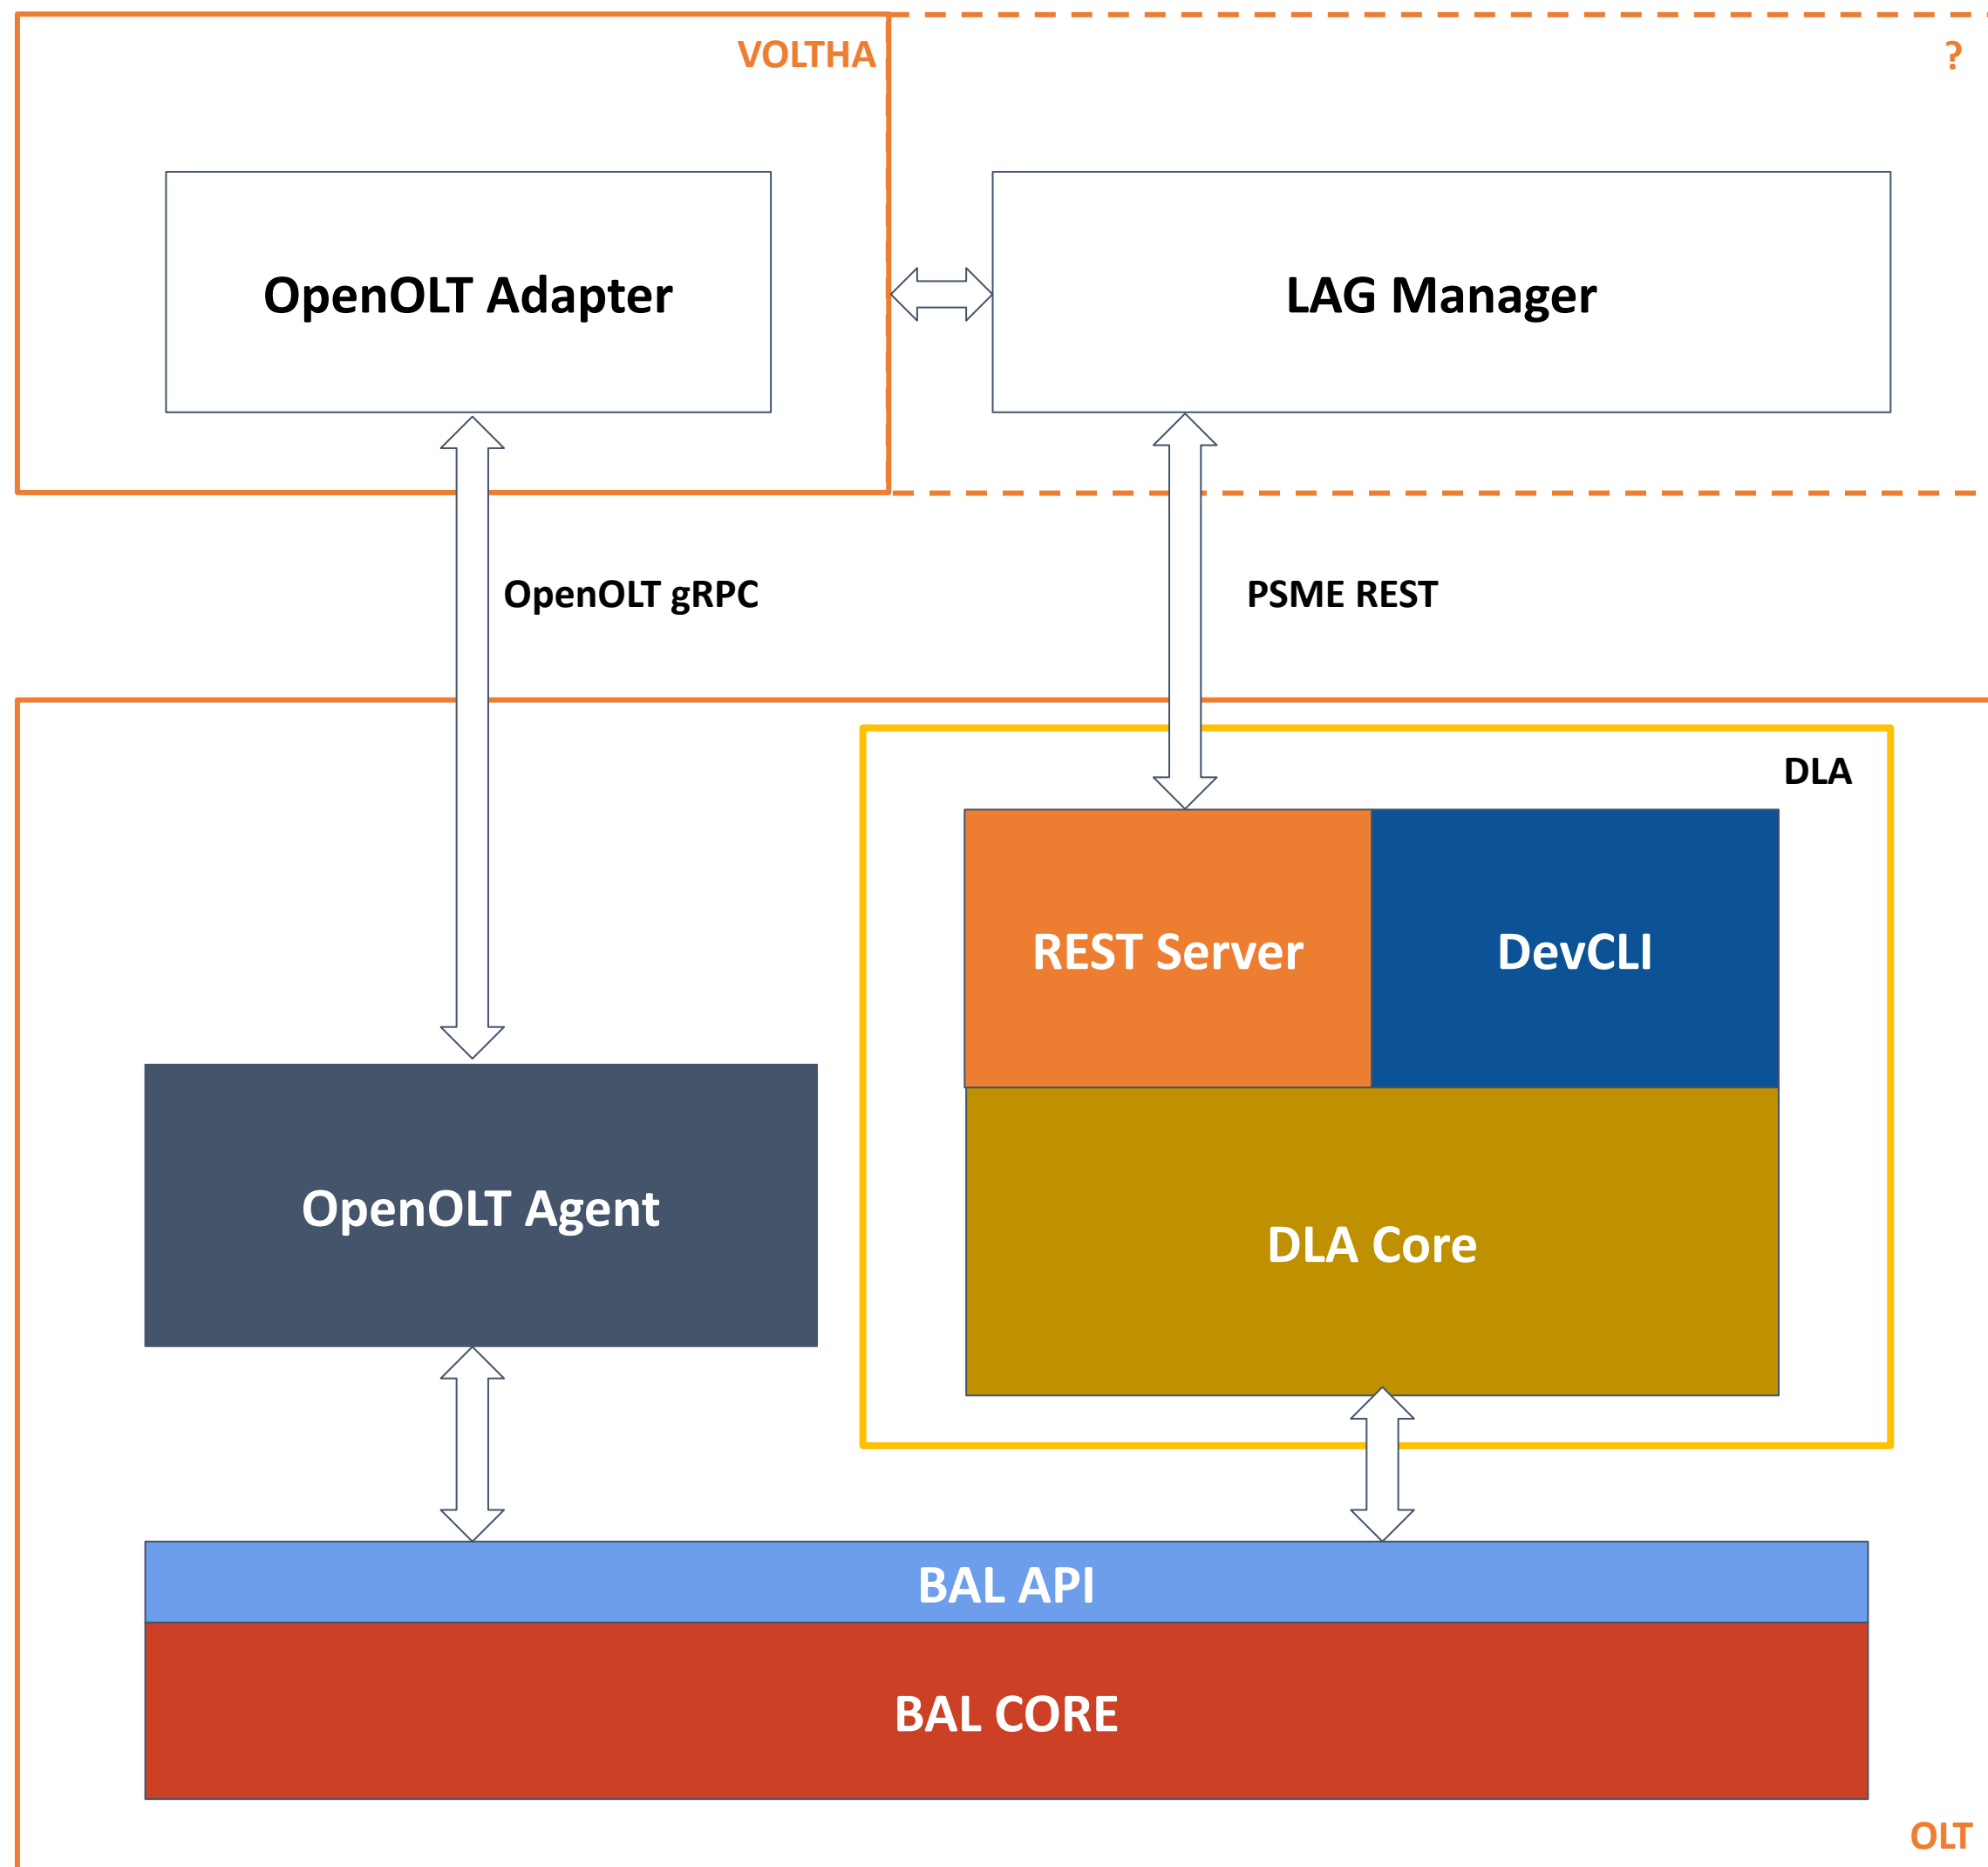 VOLTHA
?
OpenOLT Adapter
LAG Manager
OpenOLT gRPC
PSME REST
DLA
REST Server
DevCLI
OpenOLT Agent
DLA Core
BAL API
BAL CORE
OLT